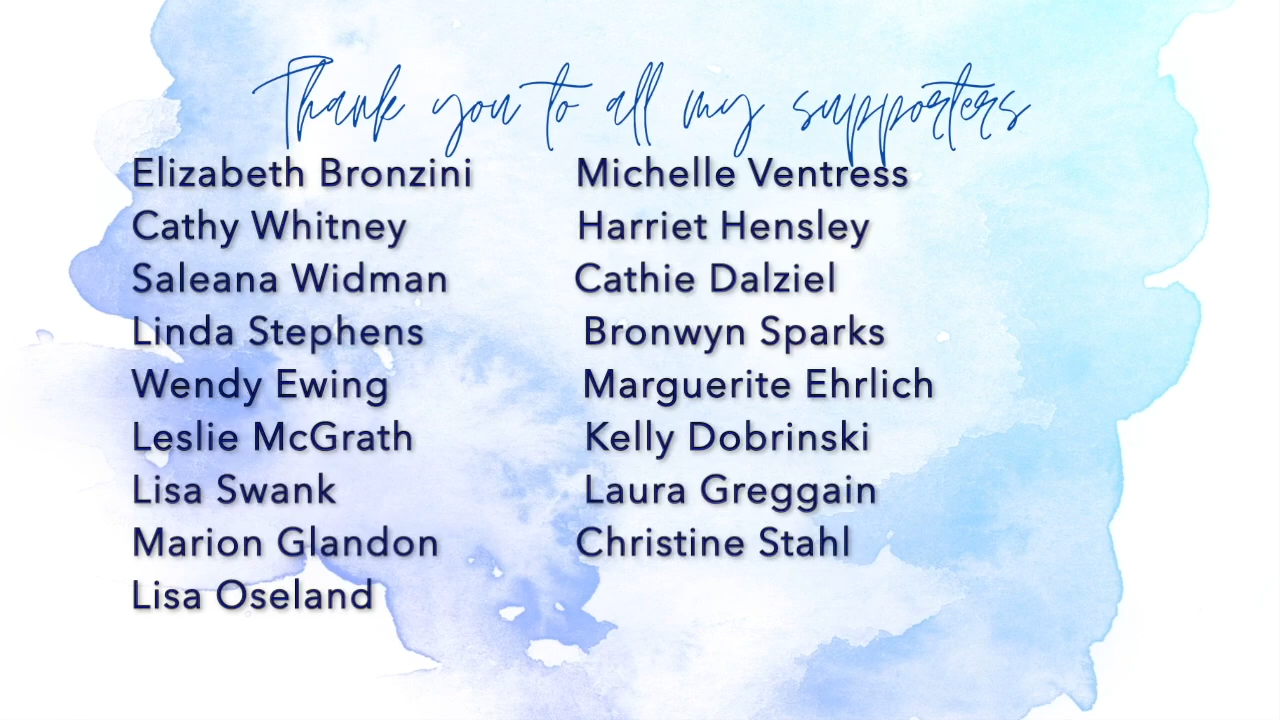 Thank you to all my supporters
Elizabeth Bronzini
Cathy Whitney
Saleana Widman
Linda Stephens
Wendy Ewing
Leslie McGrath
Lisa Swank
Marion Glandon
Lisa Oseland
Michelle Ventress
Harriet Hensley
Cathie Dalziel
Bronwyn Sparks
Marguerite Ehrlich
Kelly Dobrinski
Laura Greggain
Christine Stahl